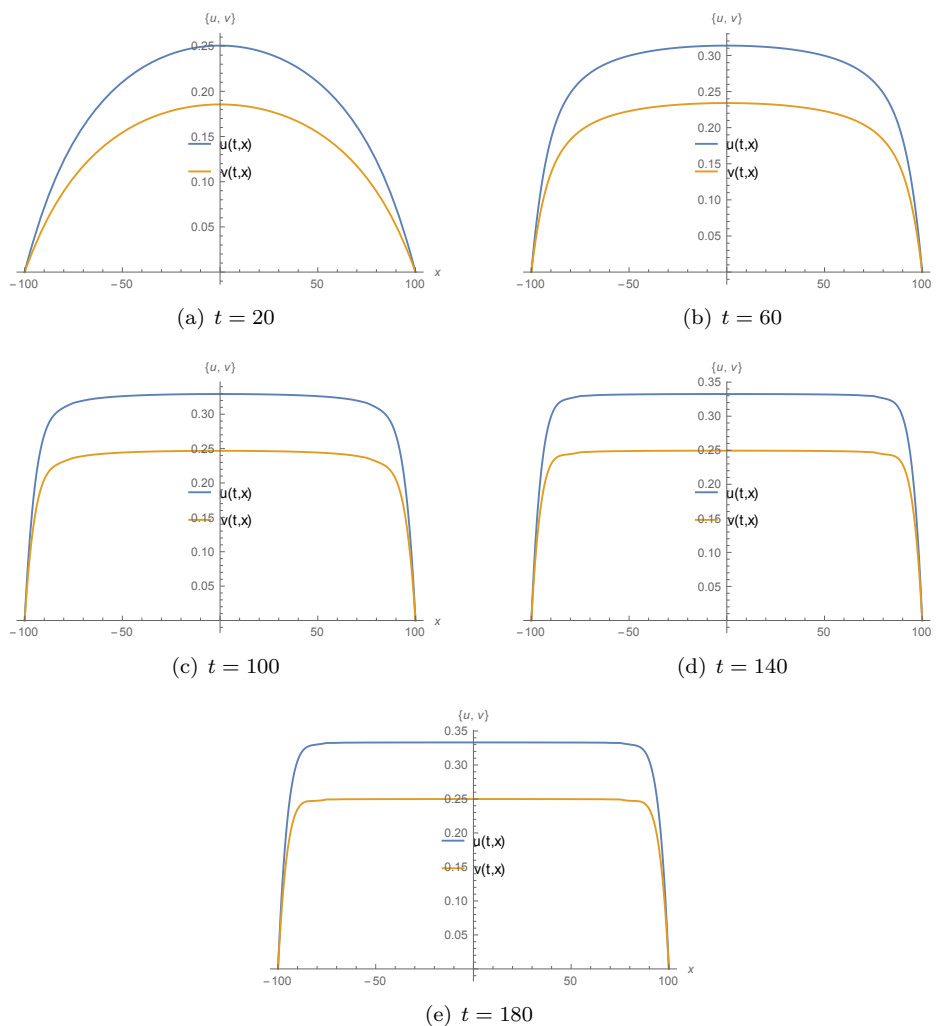 {u, v}
0.25
0.20
0.15
0.10
0.05
u(t,x)
v(t,x)
−100
−50
50
100
x
(a) t = 20
{u, v}
0.30
0.25
0.20
0.15
0.10
0.05
u(t,x)
v(t,x)
−100
−50
50
100
(b) t = 60
{u, v}
0.30
0.25
0.20
0.15
0.10
0.05
u(t,x)
v(t,x)
−100
−50
50
100
x
(c) t = 100
{u, v}
0.35
0.30
0.25
0.20
0.15
0.10
0.05
u(t,x)
v(t,x)
−100
−50
50
100
(d) t = 140
{u, v}
0.35
0.30
0.25
0.20
0.15
0.10
0.05
u(t,x)
v(t,x)
−100
−50
50
100
x
(e) t = 180